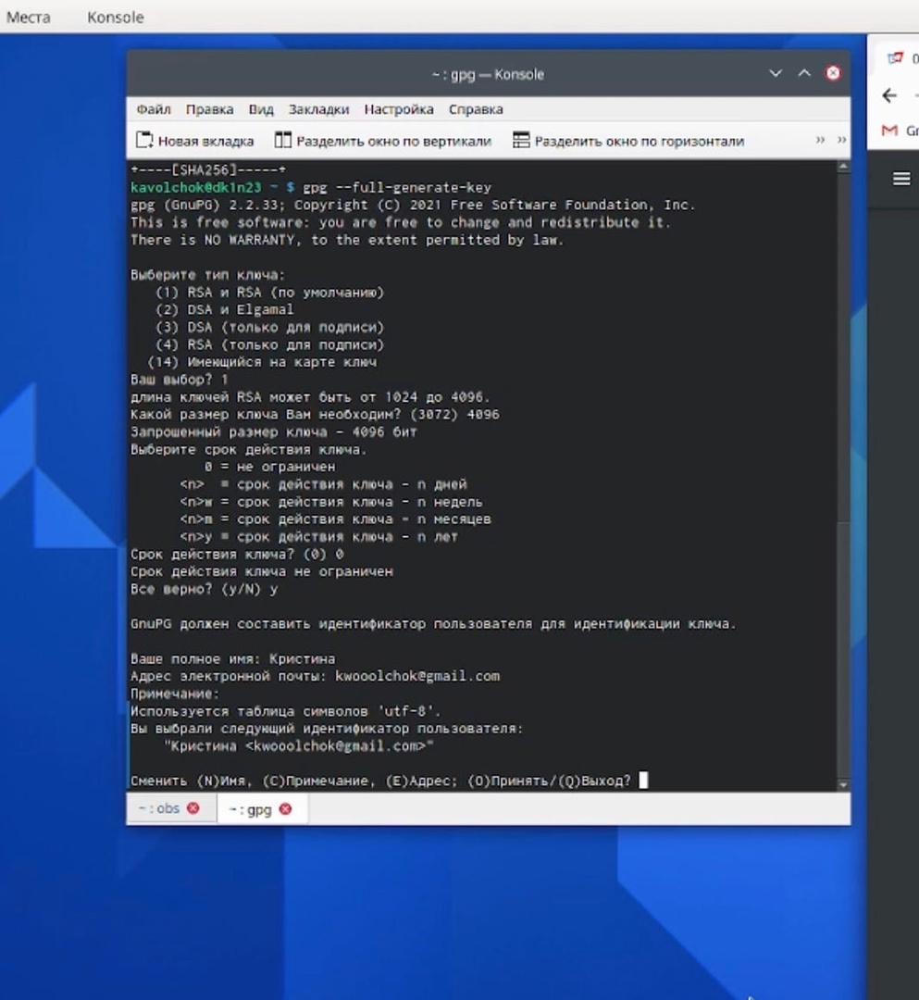 Места Konsole
~ : gpg — Konsole
Файл Правка Вид Закладки Настройка Справка
Новая вкладка Разделить окно по вертикали Разделить окно по горизонтали » »
+----[SHA256]-----+
kavolchok@dk1n23 ~ $ gpg --full-generate-key
gpg (GnuPG) 2.2.33; Copyright (C) 2021 Free Software Foundation, Inc.
This is free software: you are free to change and redistribute it.
There is NO WARRANTY, to the extent permitted by law.
Выберите тип ключа:
(1) RSA и RSA (по умолчанию)
(2) DSA и Elgamal
(3) DSA (только для подписи)
(4) RSA (только для подписи)
(14) Имеющийся на карте ключ
Ваш выбор? 1
длина ключей RSA может быть от 1024 до 4096.
Какой размер ключа Вам необходим? (3072) 4096
Запрошенный размер ключа - 4096 бит
Выберите срок действия ключа.
0 = не ограничен
<n> = срок действия ключа - n дней
<n>w = срок действия ключа - n недель
<n>m = срок действия ключа - n месяцев
<n>y = срок действия ключа - n лет
Срок действия ключа? (0) 0
Срок действия ключа не ограничен
Все верно? (y/N) y
GnuPG должен составить идентификатор пользователя для идентификации ключа.
Ваше полное имя: Кристина
Адрес электронной почты: kwooolchok@gmail.com
Примечание:
Используется таблица символов 'utf-8'.
Вы выбрали следующий идентификатор пользователя:
"Кристина <kwooolchok@gmail.com>"
Сменить (N)Имя, (C)Примечание, (E)Адрес; (O)Принять/(Q)Выход?
~ : obs ~ : gpg